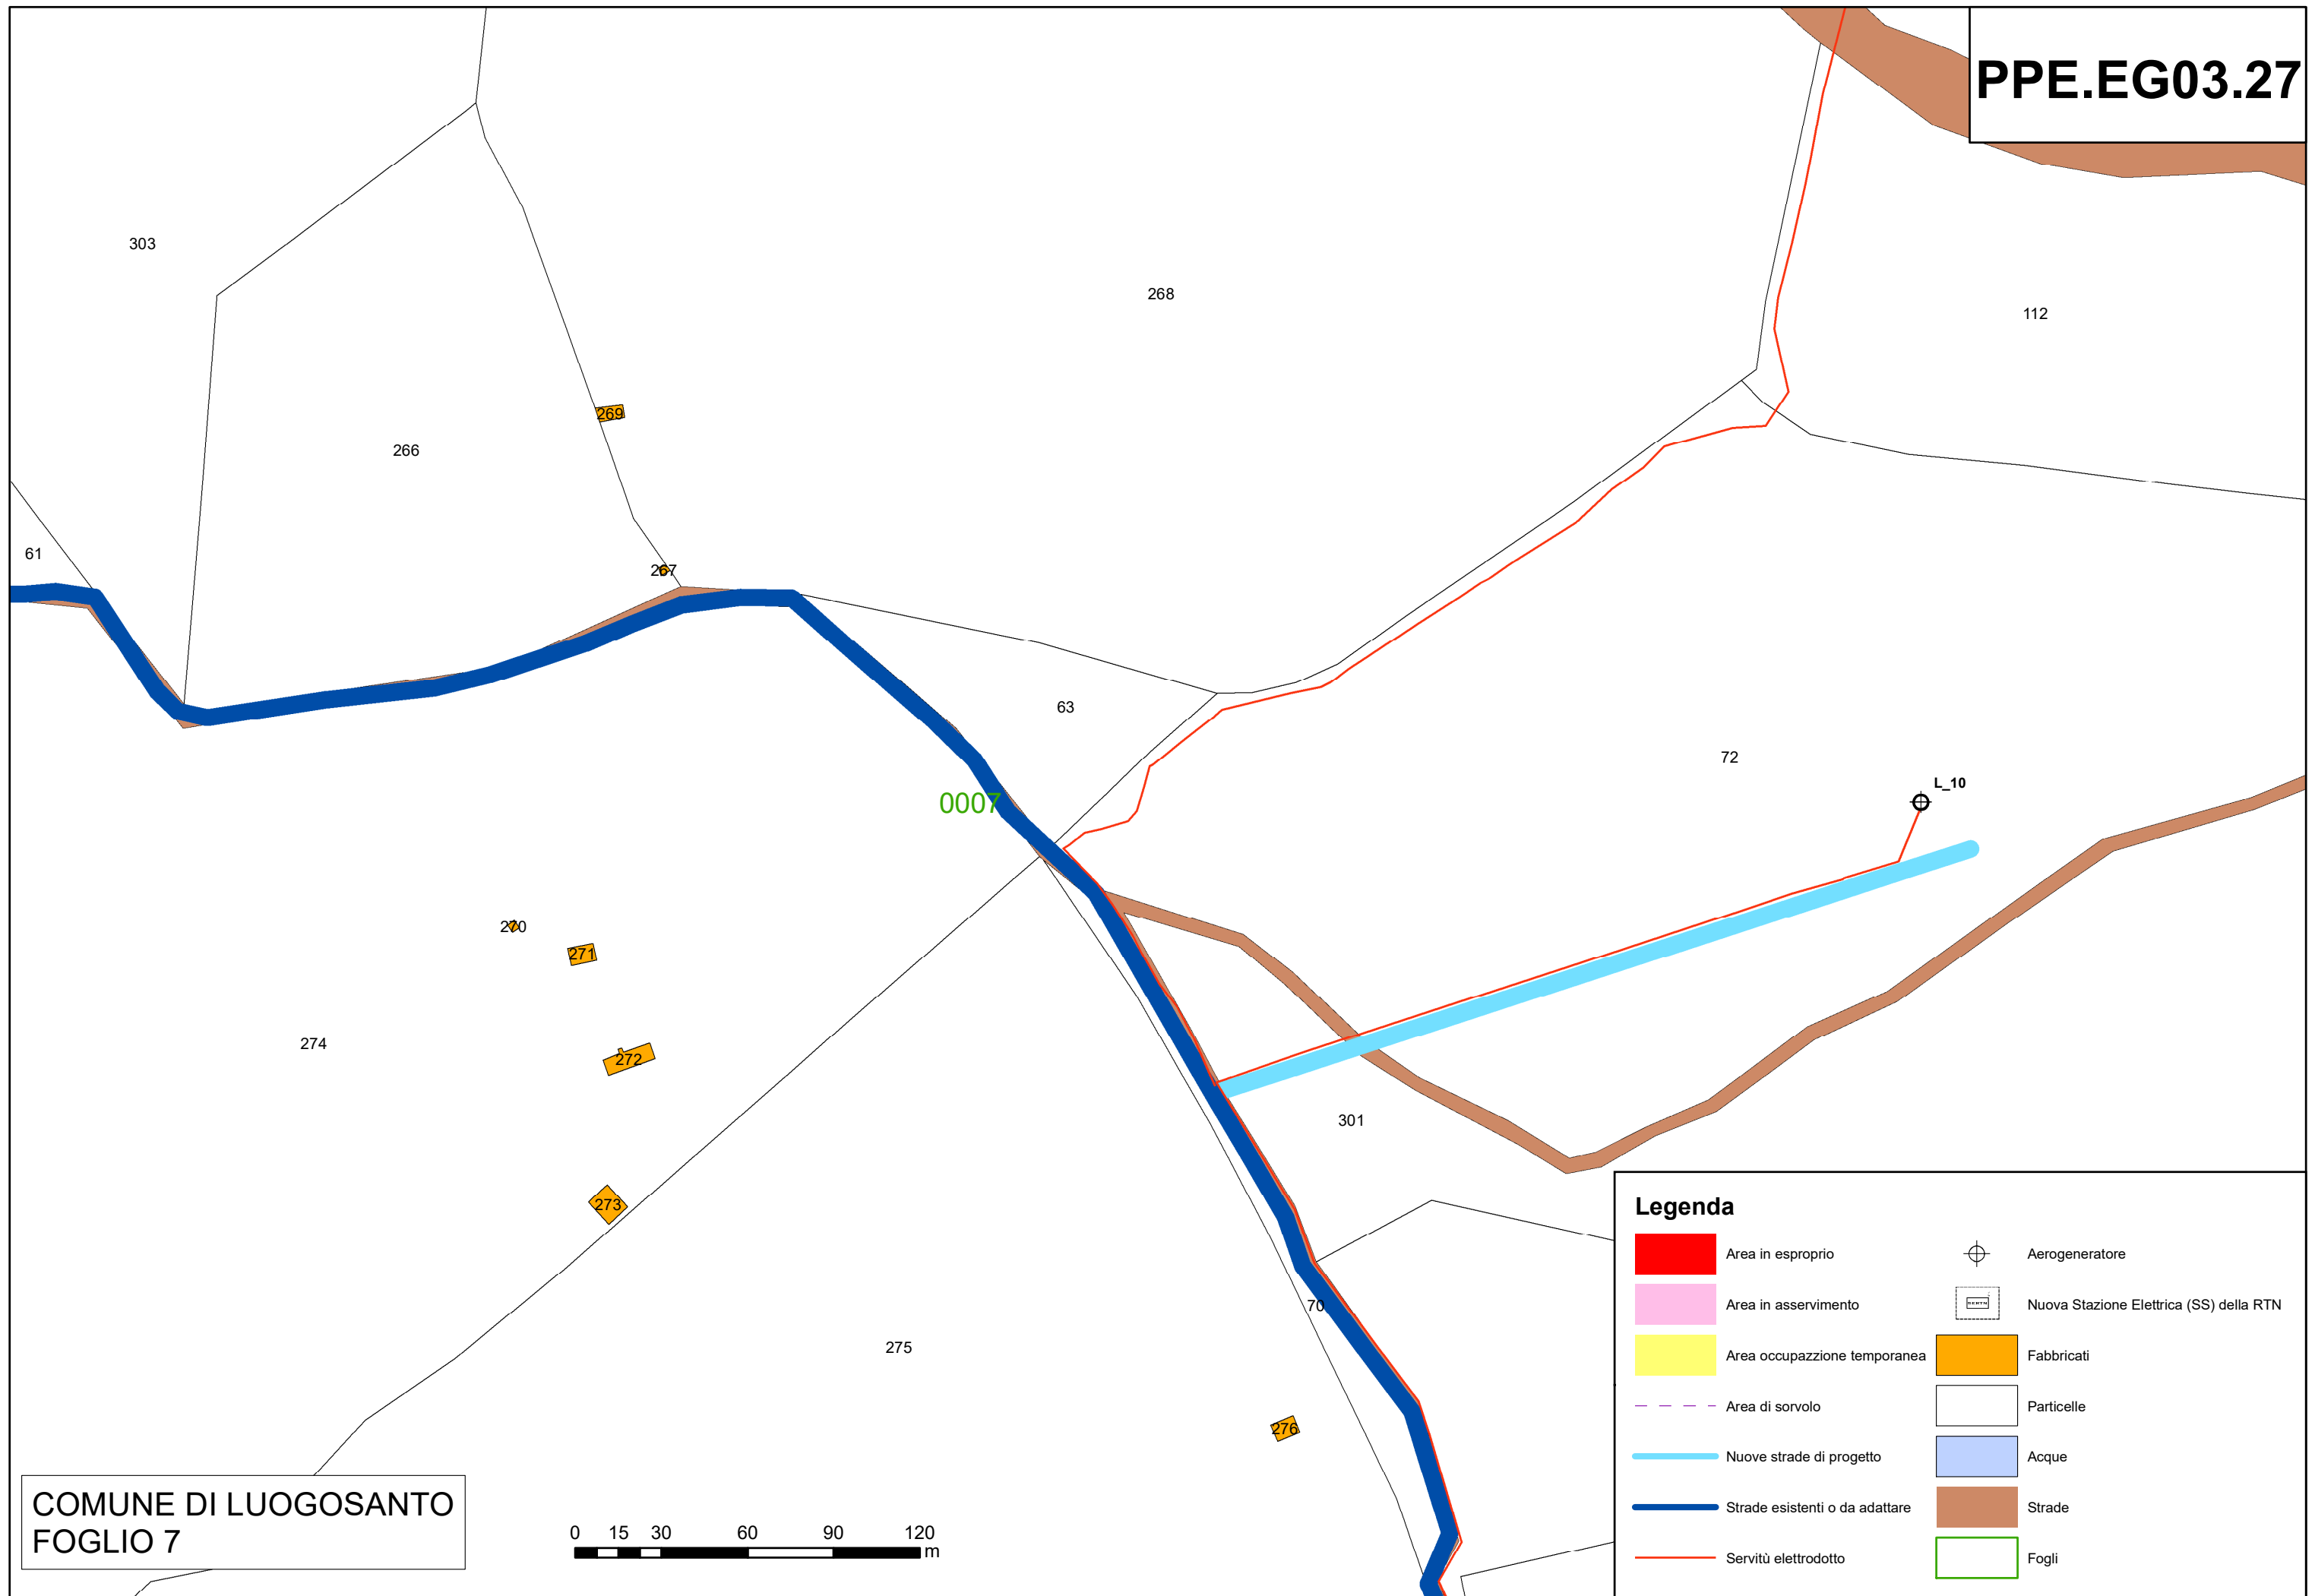 PPE.EG03.27
303
268
112
269
266
61
267
63
72
L_10
0007
270
271
274
272
301
273
70
275
276
COMUNE DI LUOGOSANTO
FOGLIO 7
0 15 30 60 90 120
m
Legenda
Area in esproprio
Area in asservimento
Area occupazzione temporanea
Area di sorvolo
Nuove strade di progetto
Strade esistenti o da adattare
Servitù elettrodotto
Aerogeneratore
Nuova Stazione Elettrica (SS) della RTN
Fabbricati
Particelle
Acque
Strade
Fogli